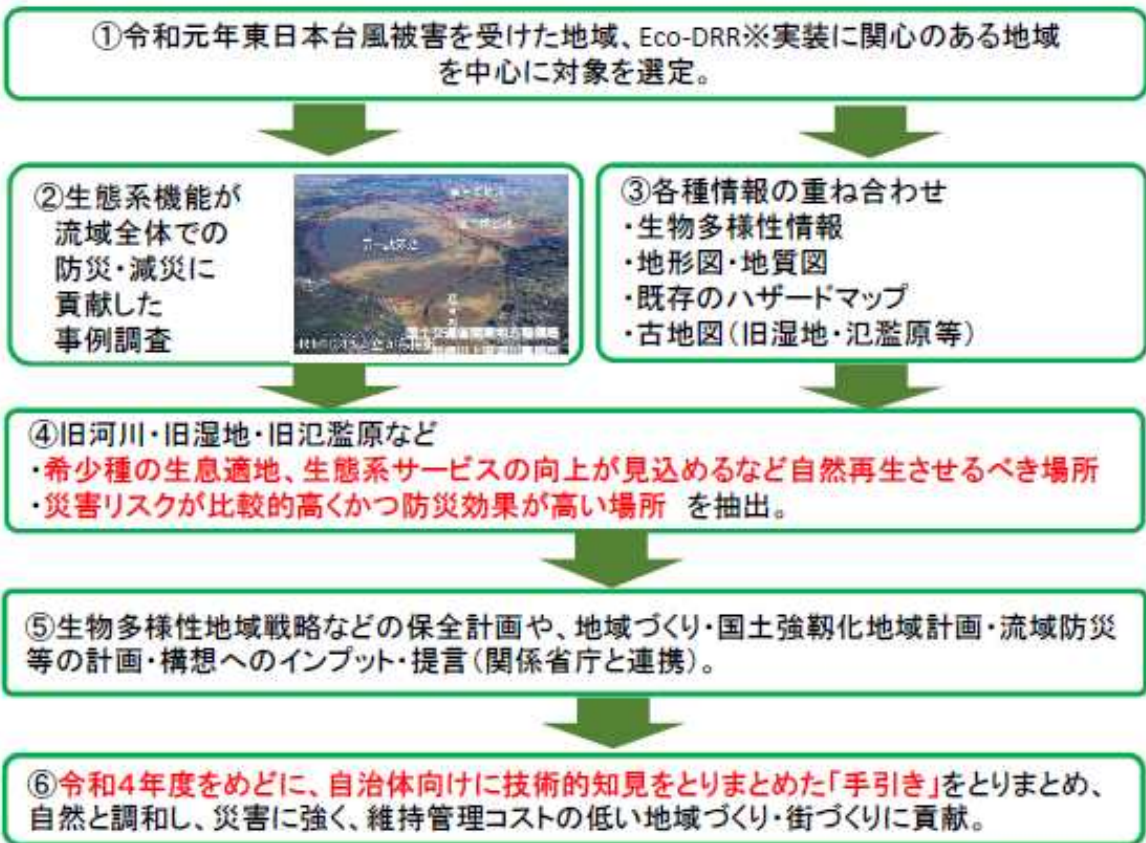 ①令和元年東日本台風被害を受けた地域、Eco-DRR※実装に関心のある地域
を中心に対象を選定。
②生態系機能が
流域全体での
防災・減災に
貢献した
事例調査
③各種情報の重ね合わせ
・生物多様性情報
・地形図・地質図
・既存のハザードマップ
・古地図(旧湿地・氾濫原等)
④旧河川・旧湿地・旧氾濫原など
・希少種の生息適地、生態系サービスの向上が見込めるなど自然再生させるべき場所
・災害リスクが比較的高くかつ防災効果が高い場所 を抽出。
⑤生物多様性地域戦略などの保全計画や、地域づくり・国土強靱化地域計画・流域防災
等の計画・構想へのインプット・提言(関係省庁と連携)。
⑥令和4年度をめどに、自治体向けに技術的知見をとりまとめた「手引き」をとりまとめ、
自然と調和し、災害に強く、維持管理コストの低い地域づくり・街づくりに貢献。